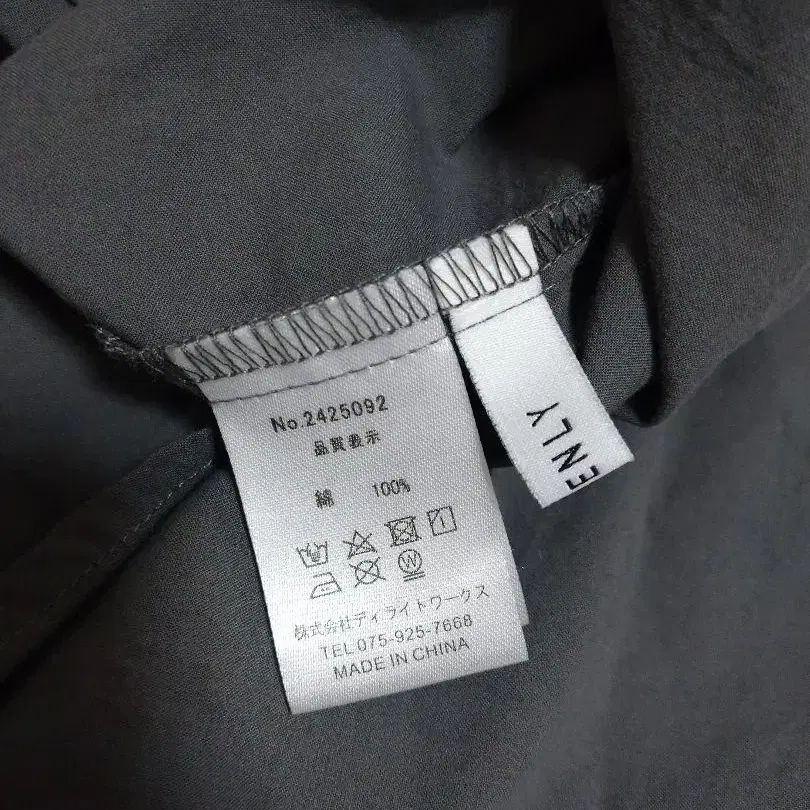 No.2425092
品質表示
綿 100%
W
株式会社ディライトワークス
TEL 075-925-7668
MADE IN CHINA
ENLY